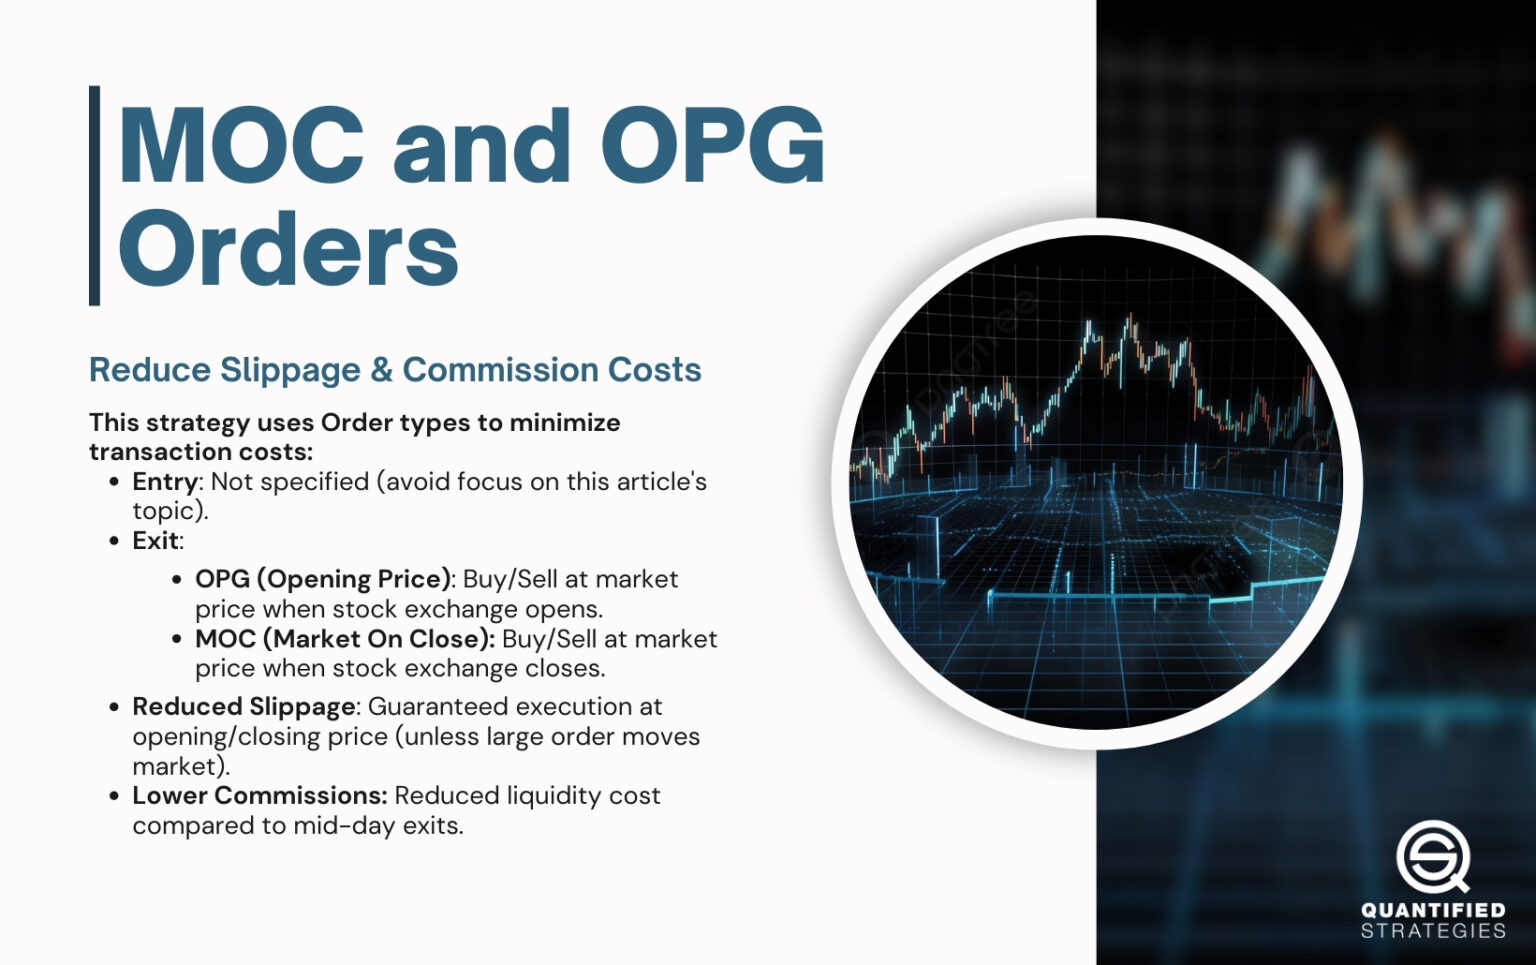 MOC and OPG
Orders
Reduce Slippage & Commission Costs
This strategy uses Order types to minimize
transaction costs:
• Entry: Not specified (avoid focus on this article's
topic).
• Exit:
• OPG (Opening Price): Buy/Sell at market
price when stock exchange opens.
• MOC (Market On Close): Buy/Sell at market
price when stock exchange closes.
• Reduced Slippage: Guaranteed execution at
opening/closing price (unless large order moves
market).
• Lower Commissions: Reduced liquidity cost
compared to mid-day exits.
pngtree
pngtree
QUANTIFIED
STRATEGIES